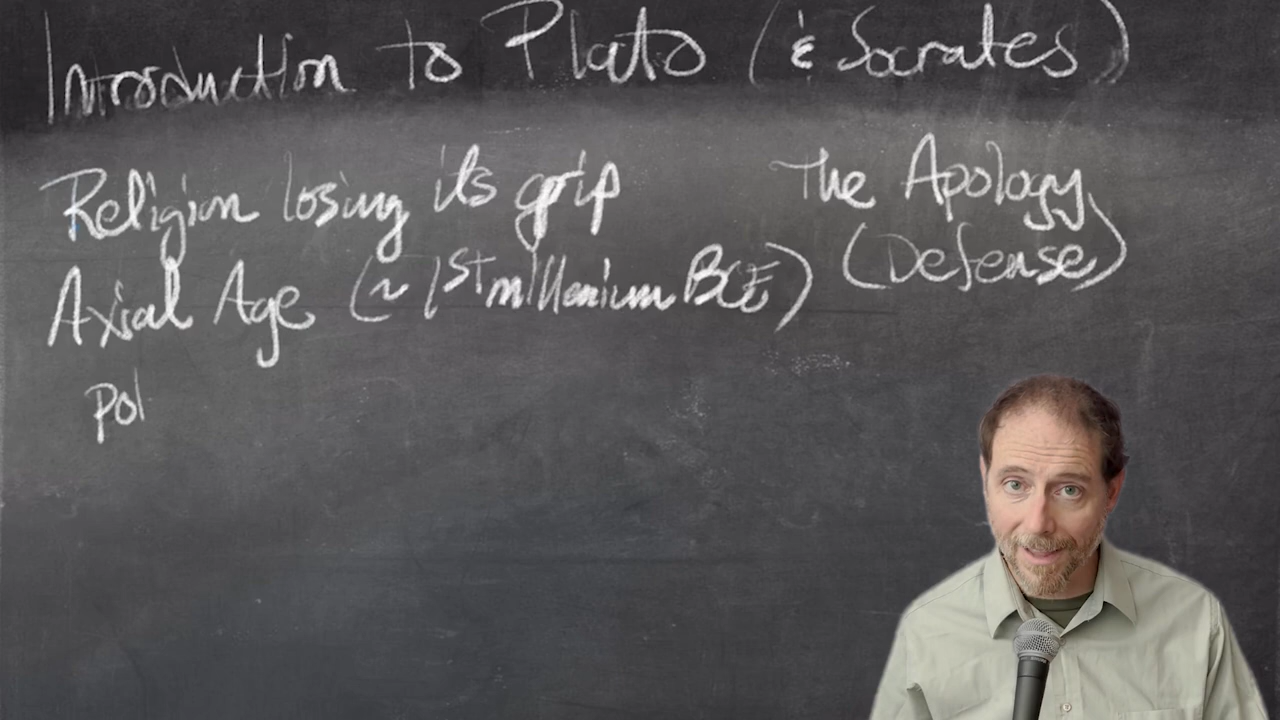 Introduction to Plato (& Socrates)
Religion losing its grip
Axial Age (~ 1st millenium BCE)
pol
The Apology
(Defense)